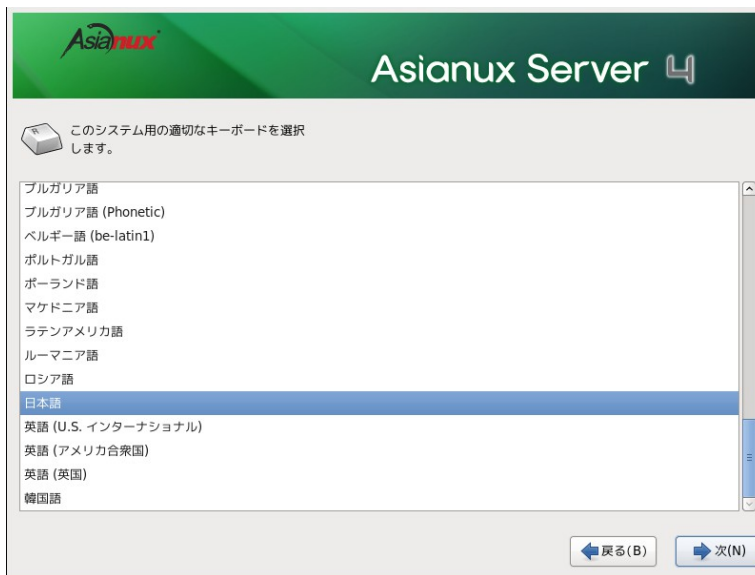 Asianux
Asianux Server 4
このシステム用の適切なキーボードを選択
します。
ブルガリア語
ブルガリア語 (Phonetic)
ベルギー語 (be-latin1)
ポルトガル語
ポーランド語
マケドニア語
ラテンアメリカ語
ルーマニア語
ロシア語
日本語
英語 (U.S. インターナショナル)
英語 (アメリカ合衆国)
英語 (英国)
韓国語
戻る(B)
次(N)